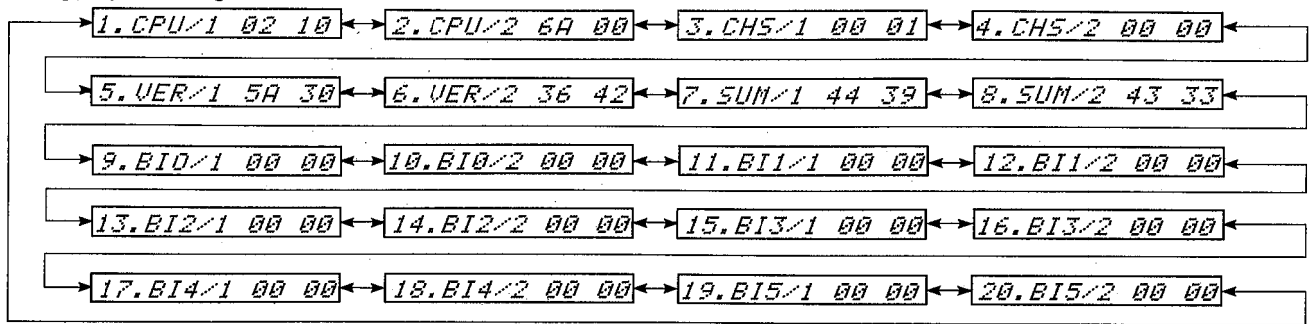 1.CPU/1 02 10 2.CPU/2 6A 00 3.CHS/1 00 01 4.CHS/2 00 00
5.VER/1 5A 30 6.VER/2 36 42 7.SUM/1 44 39 8.SUM/2 43 33
9.BI0/1 00 00 10.BI0/2 00 00 11.BI1/1 00 00 12.BI1/2 00 00
13.BI2/1 00 00 14.BI2/2 00 00 15.BI3/1 00 00 16.BI3/2 00 00
17.BI4/1 00 00 18.BI4/2 00 00 19.BI5/1 00 00 20.BI5/2 00 00